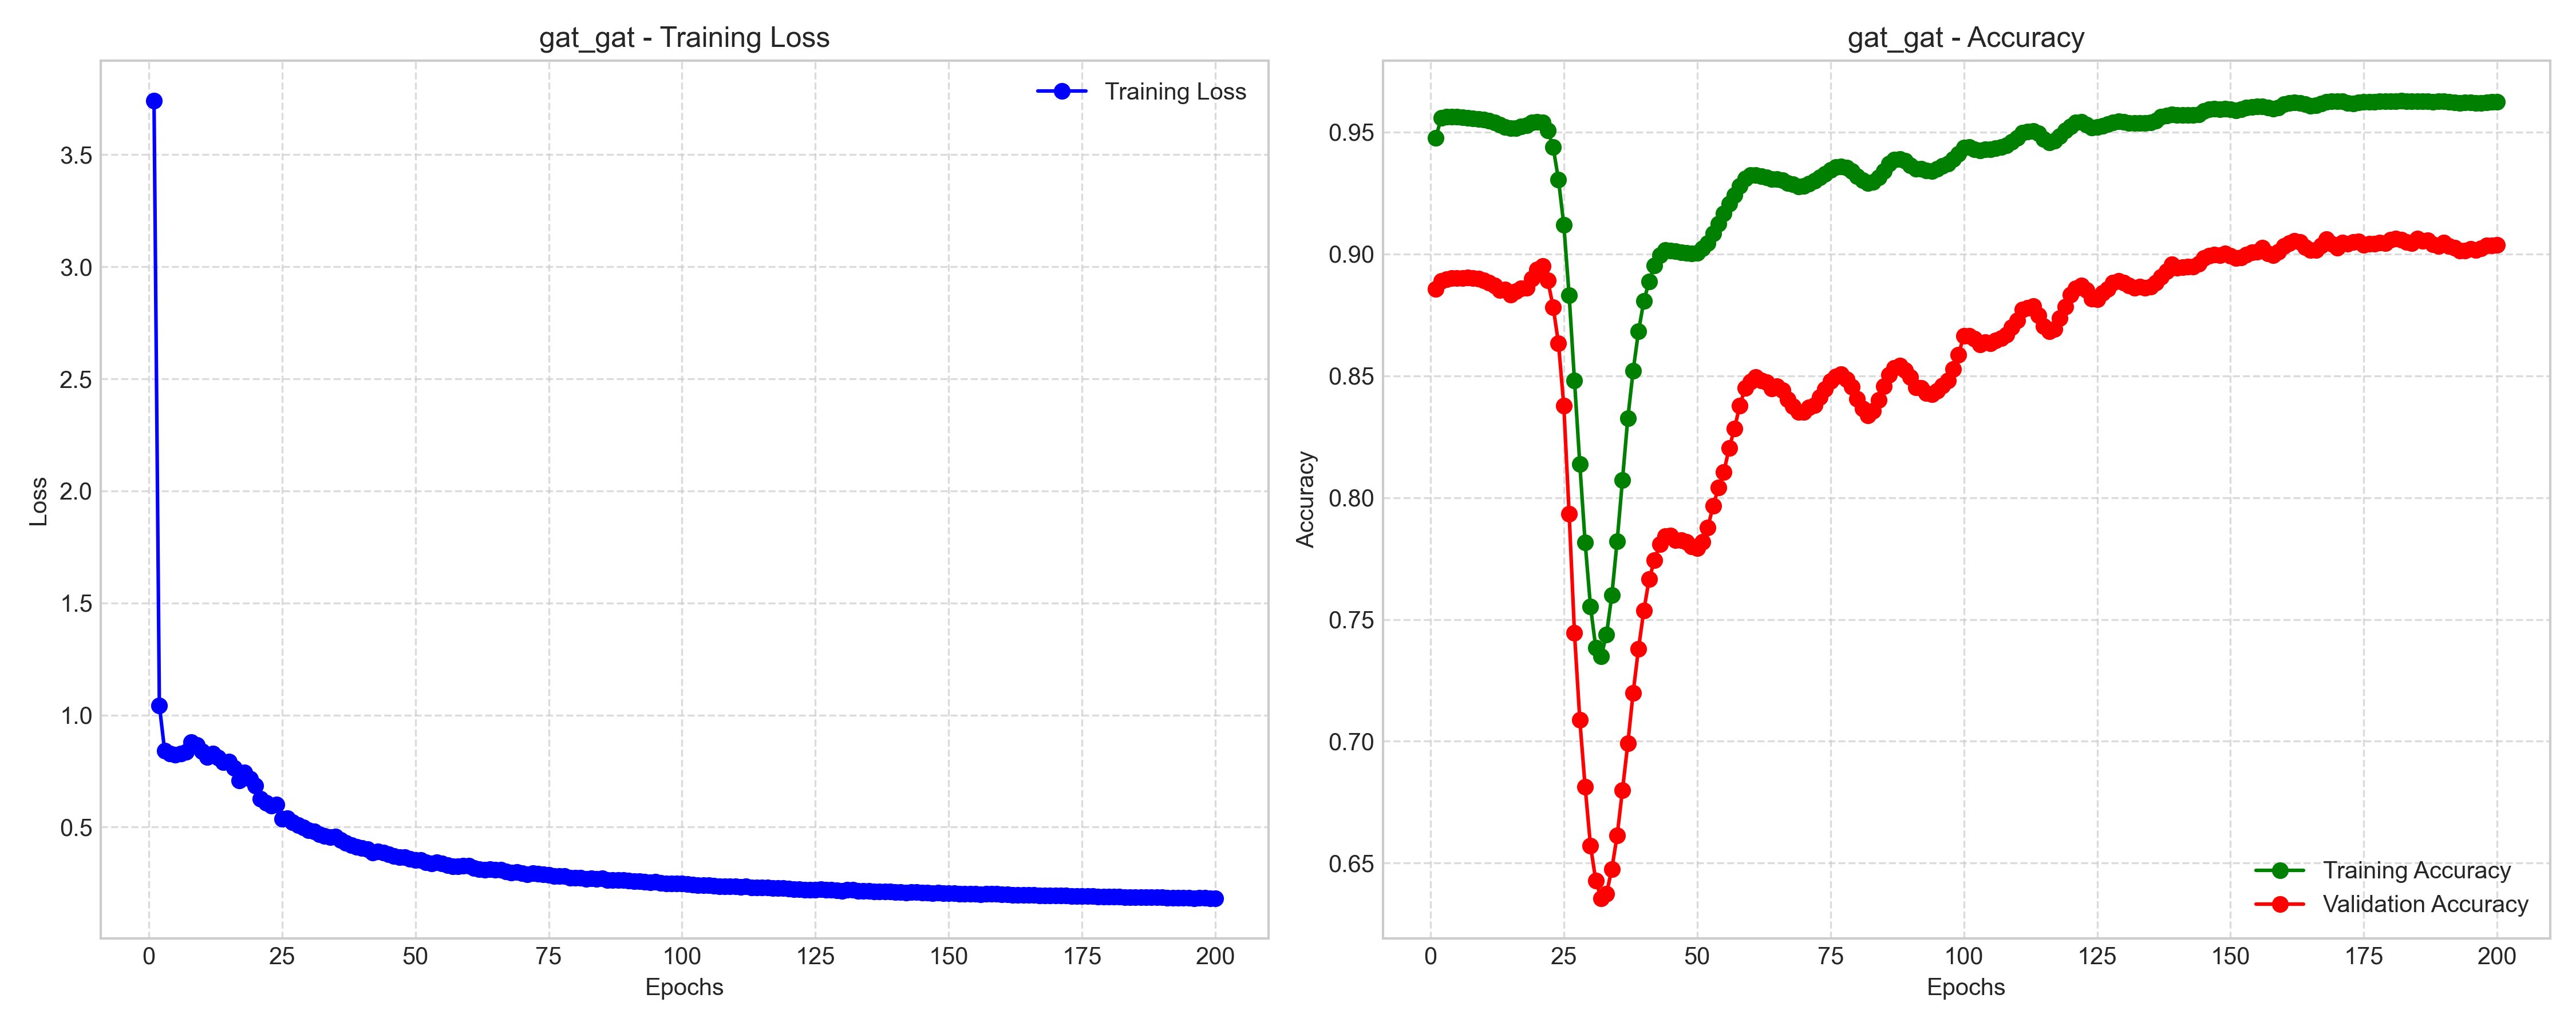 gat_gat - Training Loss
Training Loss
3.5
3.0
2.5
2.0
1.5
1.0
0.5
Loss
0 25 50 75 100 125 150 175 200
Epochs
gat_gat - Accuracy
0.95
0.90
0.85
0.80
0.75
0.70
0.65
Accuracy
Training Accuracy
Validation Accuracy
0 25 50 75 100 125 150 175 200
Epochs